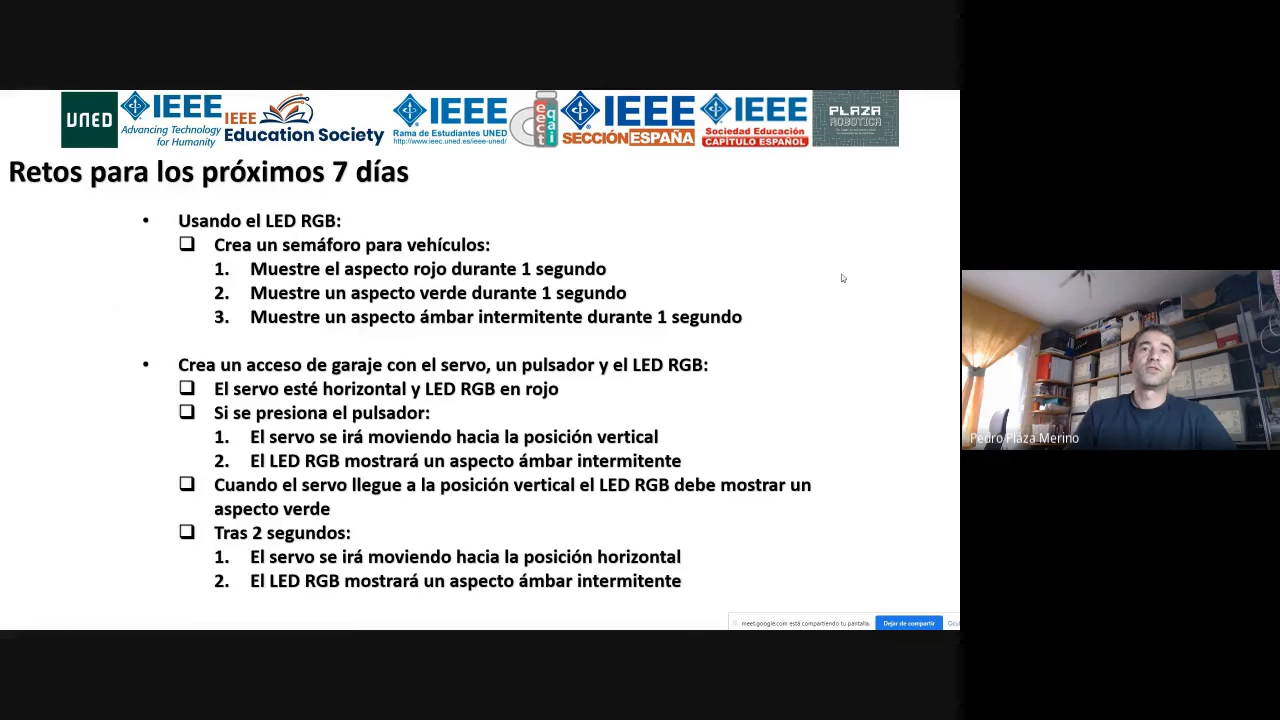 UNED
IEEE
Advancing Technology
for Humanity
IEEE
Education Society
IEEE
Rama de Estudiantes UNED
http://www.ieec.uned.es/ieee-uned/
IEEE
SECCIÓN ESPAÑA
IEEE
Sociedad Educación
CAPÍTULO ESPAÑOL
PLAZA
ROBOTICA
Retos para los próximos 7 días
• Usando el LED RGB:
❑ Crea un semáforo para vehículos:
1. Muestre el aspecto rojo durante 1 segundo
2. Muestre un aspecto verde durante 1 segundo
3. Muestre un aspecto ámbar intermitente durante 1 segundo
• Crea un acceso de garaje con el servo, un pulsador y el LED RGB:
❑ El servo esté horizontal y LED RGB en rojo
❑ Si se presiona el pulsador:
1. El servo se irá moviendo hacia la posición vertical
2. El LED RGB mostrará un aspecto ámbar intermitente
❑ Cuando el servo llegue a la posición vertical el LED RGB debe mostrar un
aspecto verde
❑ Tras 2 segundos:
1. El servo se irá moviendo hacia la posición horizontal
2. El LED RGB mostrará un aspecto ámbar intermitente
meet.google.com está compartiendo tu pantalla.
Dejar de compartir
Pedro Plaza Merino